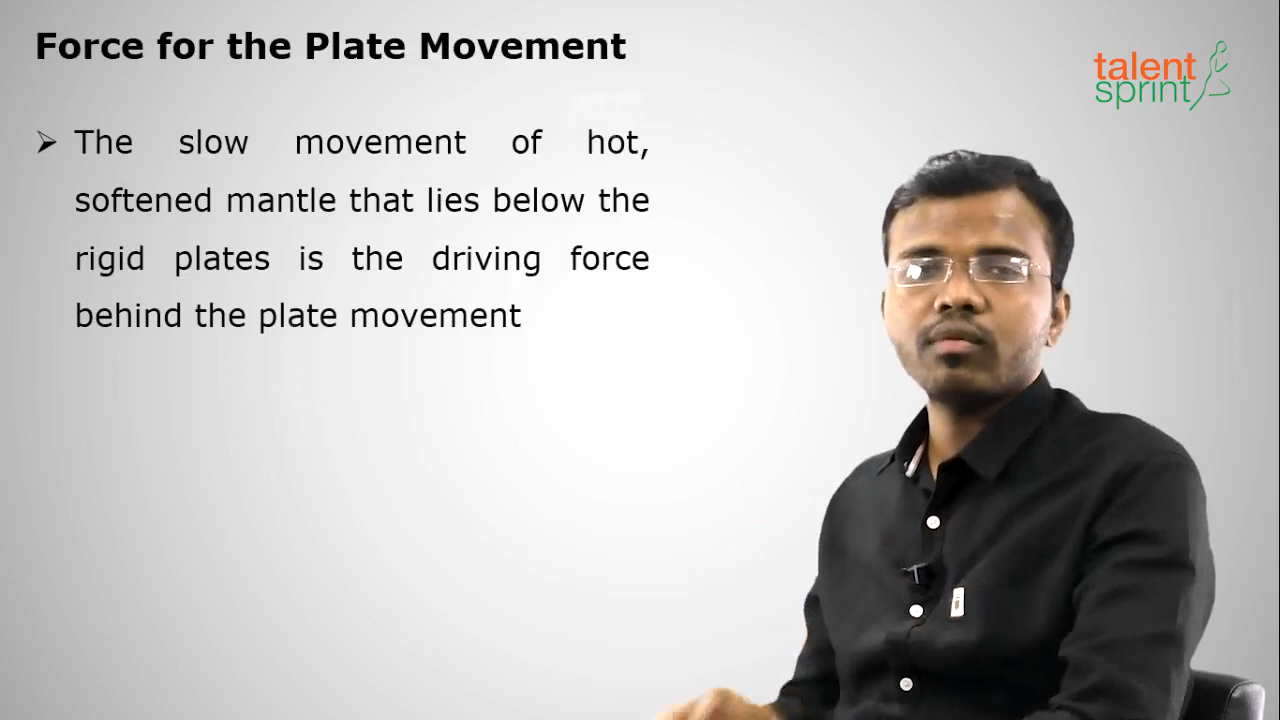 Force for the Plate Movement
talent
sprint
➢ The slow movement of hot,
softened mantle that lies below the
rigid plates is the driving force
behind the plate movement